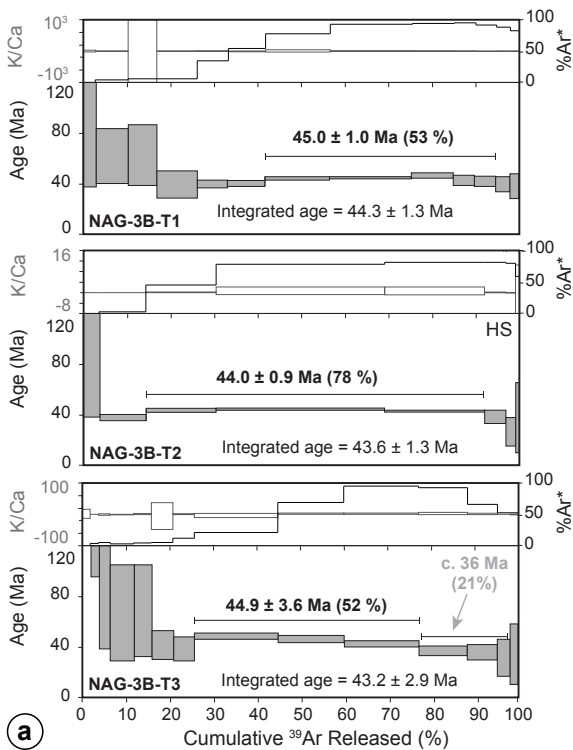 a
10³
-10³
K/Ca
100
50
0
%Ar*
120
80
40
0
Age (Ma)
45.0 ± 1.0 Ma (53 %)
Integrated age = 44.3 ± 1.3 Ma
NAG-3B-T1
16
-8
K/Ca
100
50
0
%Ar*
HS
120
80
40
0
Age (Ma)
44.0 ± 0.9 Ma (78 %)
Integrated age = 43.6 ± 1.3 Ma
NAG-3B-T2
100
-100
K/Ca
100
50
0
%Ar*
120
80
40
0
Age (Ma)
c. 36 Ma
(21%)
44.9 ± 3.6 Ma (52 %)
Integrated age = 43.2 ± 2.9 Ma
NAG-3B-T3
0 10 20 30 40 50 60 70 80 90 100
Cumulative ³⁹Ar Released (%)